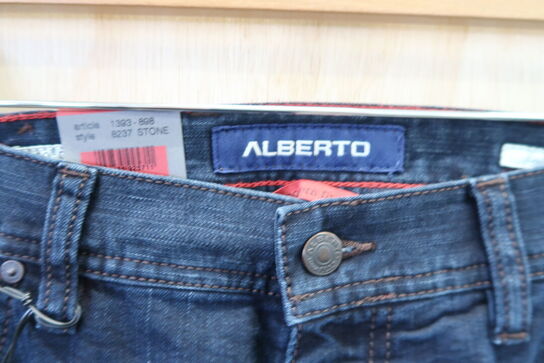 article 1393 - 898
style 8237 STONE
ALBERTO